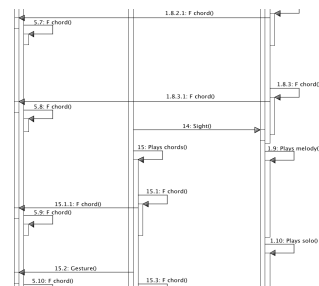 1.8.2.1: F chord()
5.7: F chord()
1.8.3: F chord(
1.8.3.1: F chord()
5.8: F chord()
14: Sight()
15: Plays chords()
1.9: Plays melody(
15.1: F chord()
15.1.1: F chord()
5.9: F chord()
1.10: Plays solo()
15.2: Gesture()
5.10: F chord()
15.3: F chord()